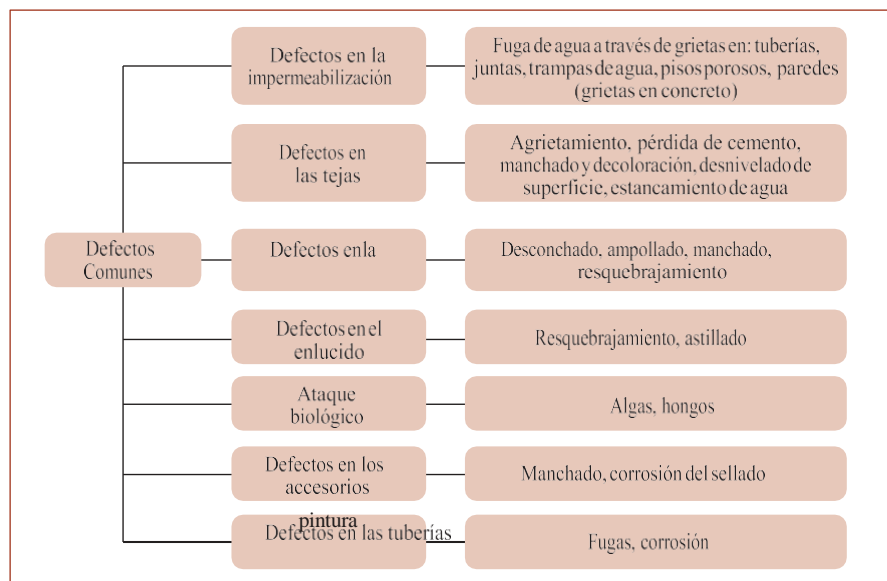 Defectos
Comunes
Defectos en la
impermeabilización
Fuga de agua a través de grietas en: tuberías,
juntas, trampas de agua, pisos porosos, paredes
(grietas en concreto)
Defectos en
las tejas
Agrietamiento, pérdida de cemento,
manchado y decoloración, desnivelado de
superficie, estancamiento de agua
Defectos enla
Desconchado, ampollado, manchado,
resquebrajamiento
Defectos en el
enlucido
Resquebrajamiento, astillado
Ataque
biológico
Algas, hongos
Defectos en los
accesorios
Manchado, corrosión del sellado
pintura
Defectos en las tuberías
Fugas, corrosión